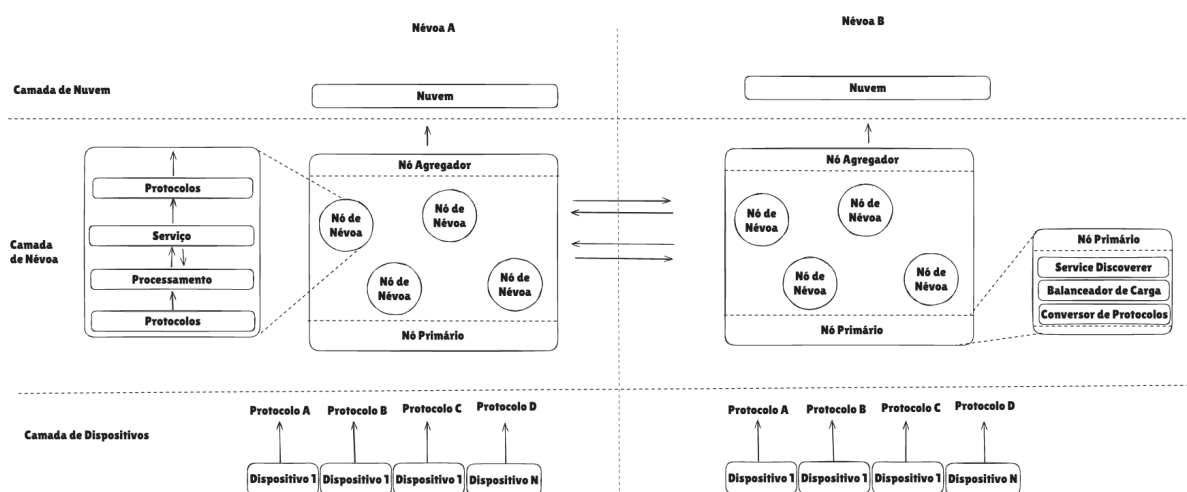 Névoa A
Névoa B
Camada de Nuvem
Nuvem
Nuvem
Camada
de Névoa
Protocolos
Serviço
Processamento
Protocolos
Nó Agregador
Nó de
Névoa
Nó de
Névoa
Nó de
Névoa
Nó de
Névoa
Nó Primário
Nó Agregador
Nó de
Névoa
Nó de
Névoa
Nó de
Névoa
Nó de
Névoa
Nó Primário
Nó Primário
Service Discoverer
Balanceador de Carga
Conversor de Protocolos
Camada de Dispositivos
Protocolo A
Protocolo B
Protocolo C
Protocolo D
Dispositivo 1
Dispositivo 1
Dispositivo 1
Dispositivo N
Protocolo A
Protocolo B
Protocolo C
Protocolo D
Dispositivo 1
Dispositivo 1
Dispositivo 1
Dispositivo N